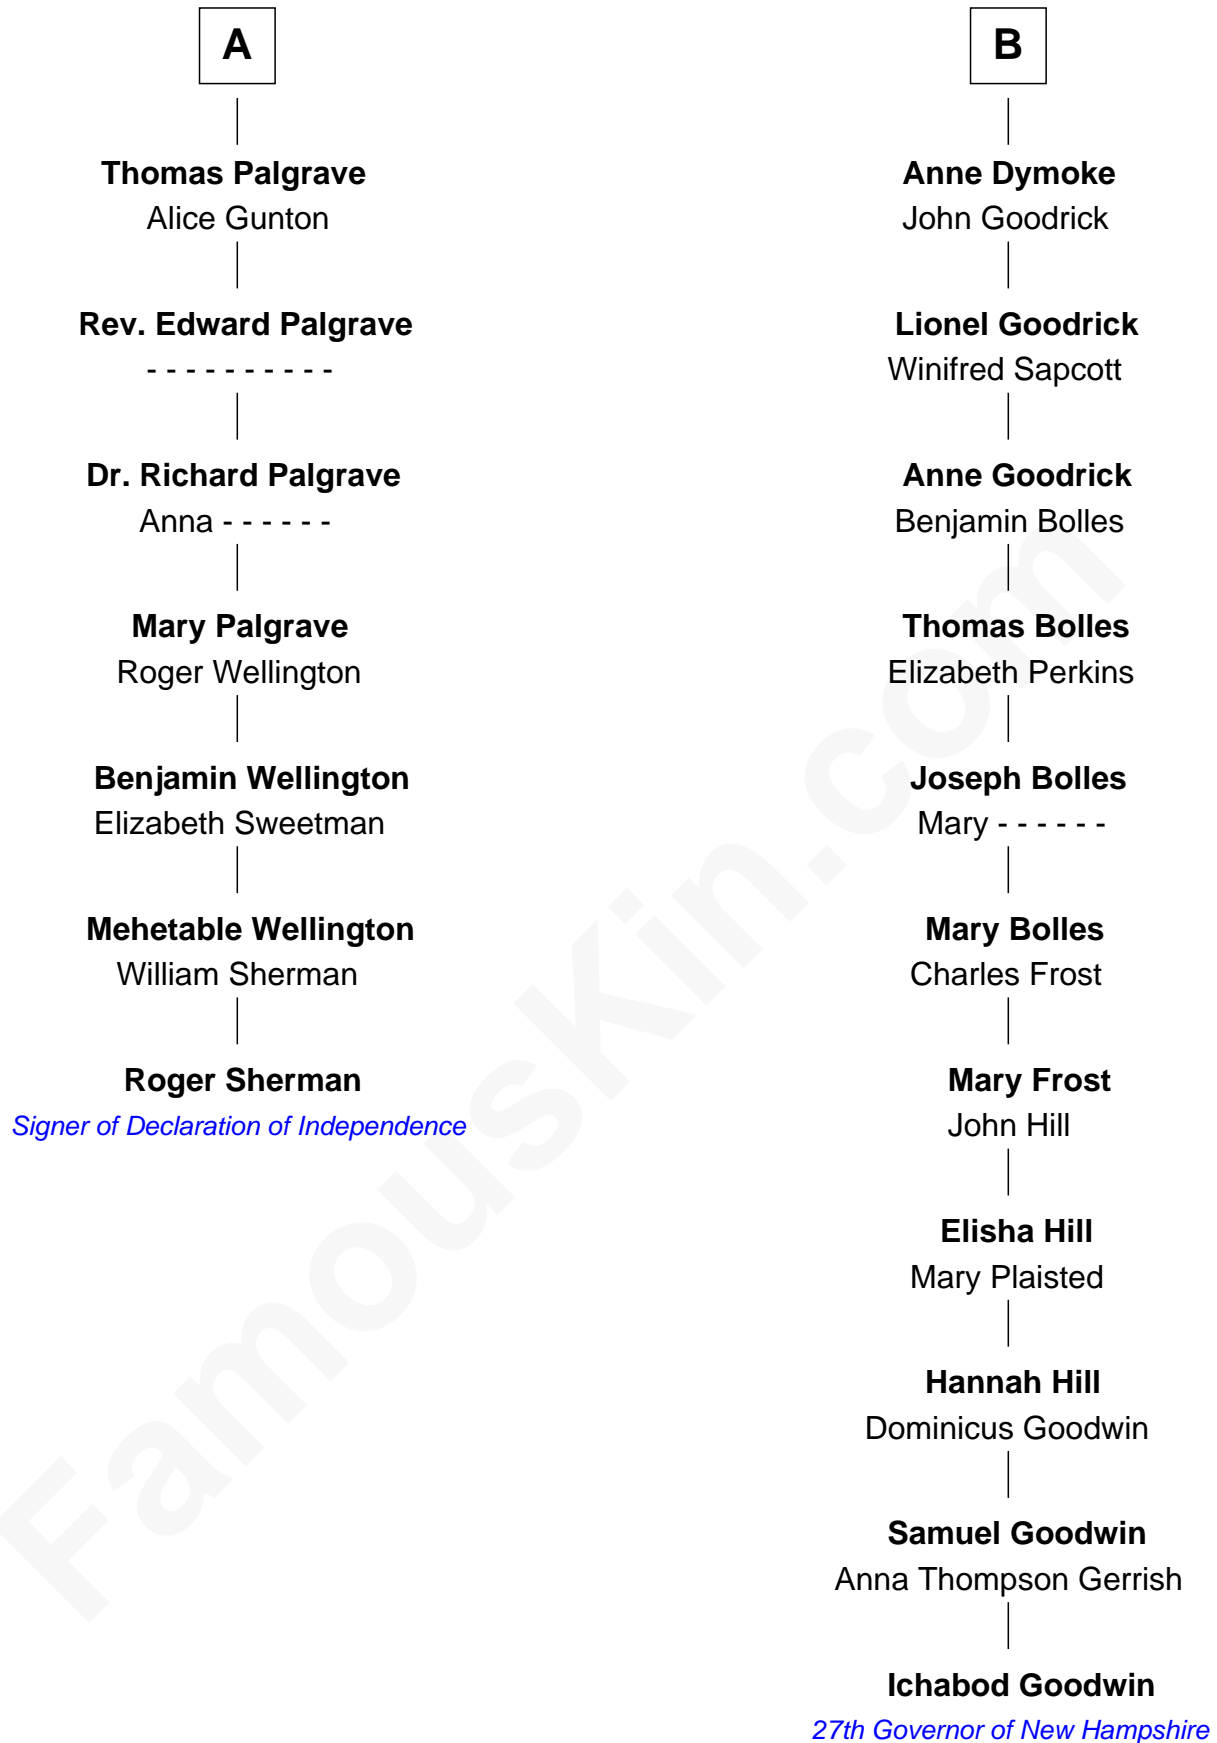 A
Thomas Palgrave
Alice Gunton
Rev. Edward Palgrave
- - - - - - - - - -
Dr. Richard Palgrave
Anna - - - - - -
Mary Palgrave
Roger Wellington
Benjamin Wellington
Elizabeth Sweetman
Mehetable Wellington
William Sherman
Roger Sherman
Signer of Declaration of Independence
B
Anne Dymoke
John Goodrick
Lionel Goodrick
Winifred Sapcott
Anne Goodrick
Benjamin Bolles
Thomas Bolles
Elizabeth Perkins
Joseph Bolles
Mary - - - - - -
Mary Bolles
Charles Frost
Mary Frost
John Hill
Elisha Hill
Mary Plaisted
Hannah Hill
Dominicus Goodwin
Samuel Goodwin
Anna Thompson Gerrish
Ichabod Goodwin
27th Governor of New Hampshire
FamousKin.com